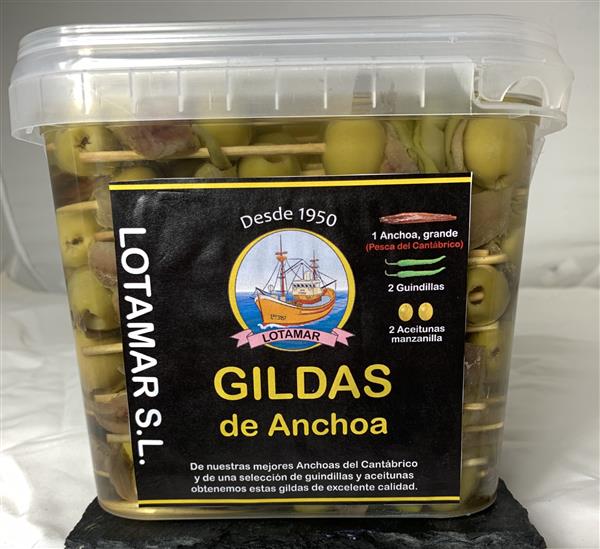 Desde 1950
LOTAMAR
1 Anchoa, grande
(Pesca del Cantábrico)
2 Guindillas
2 Aceitunas
manzanilla
LOTAMAR S.L.
GILDAS
de Anchoa
De nuestras mejores Anchoas del Cantábrico
y de una selección de guindillas y aceitunas
obtenemos estas gildas de excelente calidad.